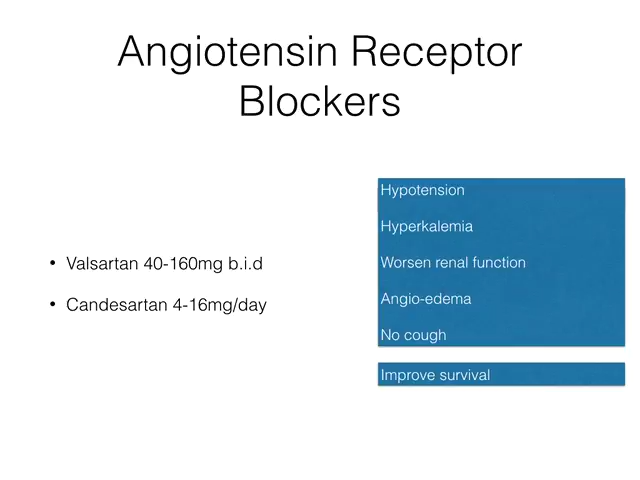 Angiotensin Receptor
Blockers
• Valsartan 40-160mg b.i.d
• Candesartan 4-16mg/day
Hypotension
Hyperkalemia
Worsen renal function
Angio-edema
No cough
Improve survival